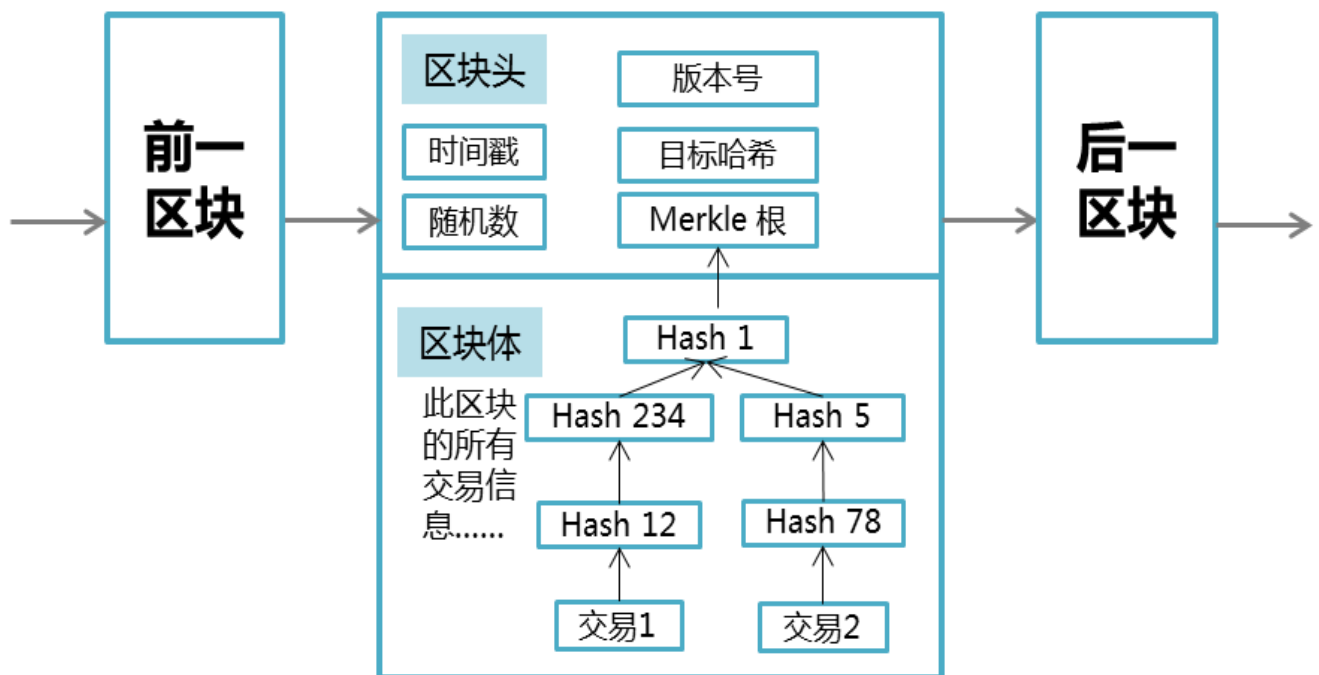 前一
区块
区块头
版本号
时间戳
目标哈希
随机数
Merkle 根
区块体
此区块
的所有
交易信
息......
Hash 1
Hash 234
Hash 5
Hash 12
Hash 78
交易1
交易2
后一
区块